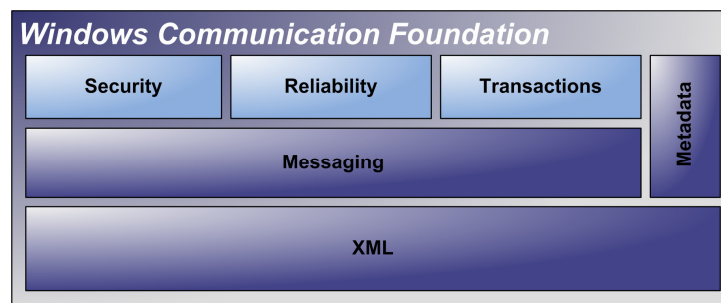 Windows Communication Foundation
Security
Reliability
Transactions
Metadata
Messaging
XML